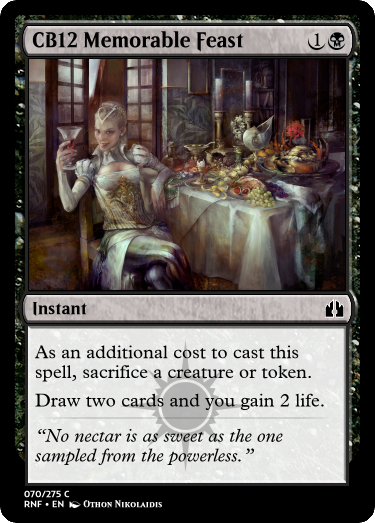 CB12 Memorable Feast 1
Instant
As an additional cost to cast this
spell, sacrifice a creature or token.
Draw two cards and you gain 2 life.
“No nectar is as sweet as the one
sampled from the powerless.”
070/275 C
RNF • EN Othon Nikolaidis